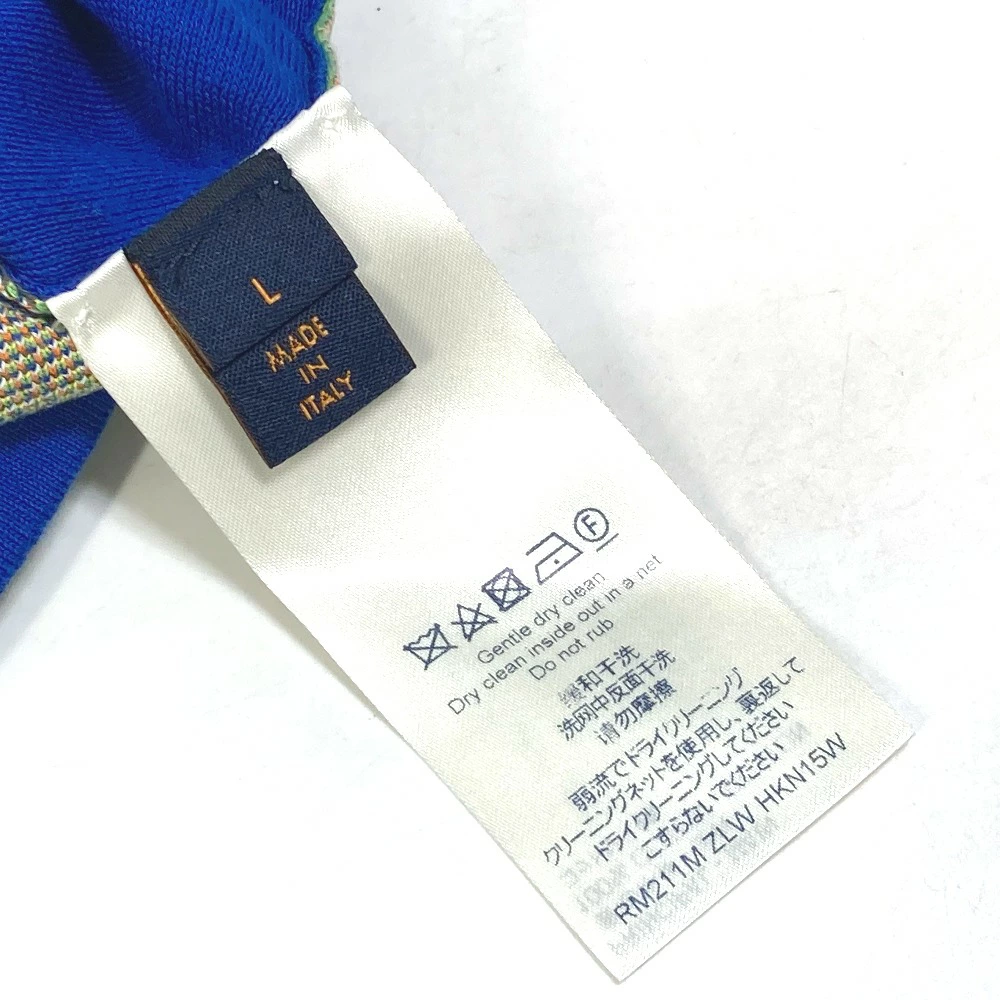 L
MADE
IN
ITALY
F
Gentle dry clean
Dry clean inside out in a net
Do not rub
缓和干洗
洗网中反面干洗
请勿摩擦
弱流でドライクリーニング
クリーニングネットを使用し、裏返して
ドライクリーニングしてください
こすらないでください
RM211M ZLW HKN15W